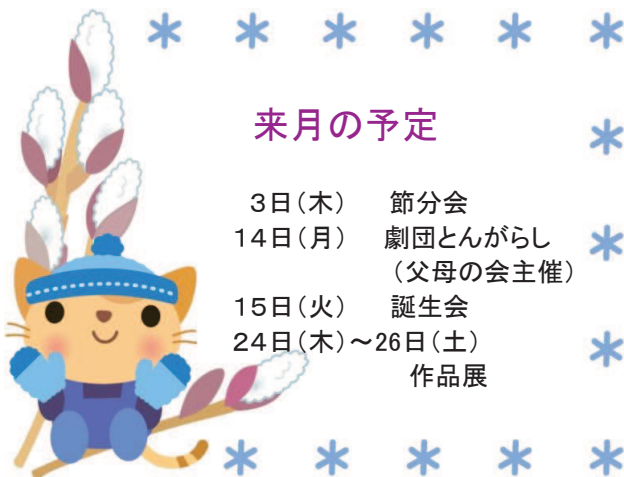 来月の予定
3日(木) 節分会
14日(月) 劇団とんがらし
(父母の会主催)
15日(火) 誕生会
24日(木)~26日(土)
作品展